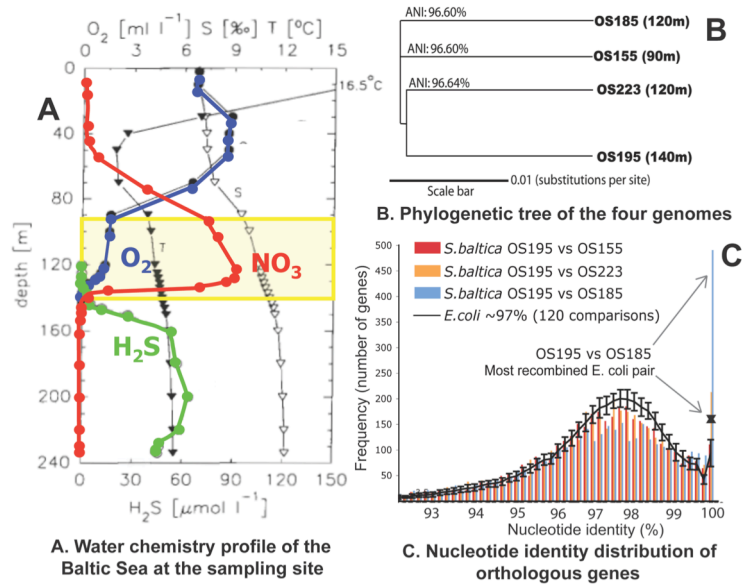 O2 [ml l−1] S [‰] T [°C]
0 3 6 9 12 15
0
40
80
120
160
200
240
depth [m]
16.5°c
A
S
T
O2
NO3
H2S
0 30 60 90 120 150
H2S [μmol l−1]
A. Water chemistry profile of the
Baltic Sea at the sampling site
B
ANI: 96.60%
OS185 (120m)
ANI: 96.60%
OS155 (90m)
ANI: 96.64%
OS223 (120m)
OS195 (140m)
0.01 (substitutions per site)
Scale bar
B. Phylogenetic tree of the four genomes
C
Frequency (number of genes)
500
450
400
350
300
250
200
150
100
50
S.baltica OS195 vs OS155
S.baltica OS195 vs OS223
S.baltica OS195 vs OS185
E.coli ~97% (120 comparisons)
OS195 vs OS185
Most recombined E. coli pair
93 94 95 96 97 98 99 100
Nucleotide identity (%)
C. Nucleotide identity distribution of
orthologous genes